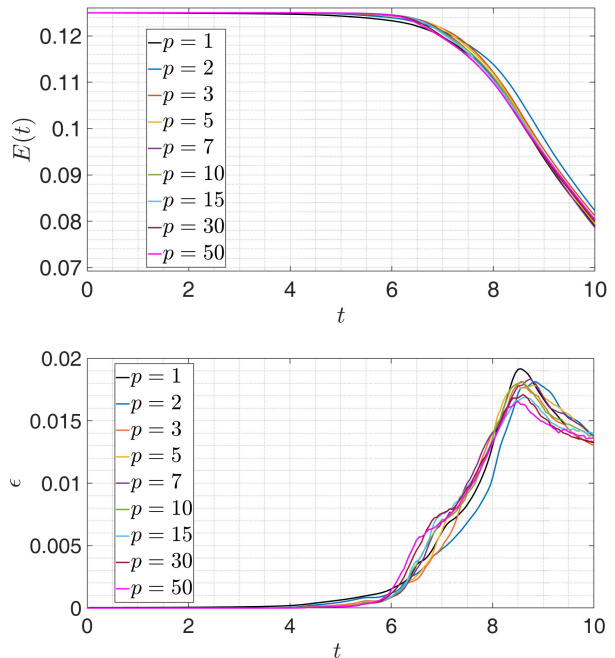 0.12
0.11
0.1
0.09
0.08
0.07
E(t)
p = 1
p = 2
p = 3
p = 5
p = 7
p = 10
p = 15
p = 30
p = 50
0 2 4 6 8 10
t
0.02
0.015
0.01
0.005
0
ϵ
p = 1
p = 2
p = 3
p = 5
p = 7
p = 10
p = 15
p = 30
p = 50
0 2 4 6 8 10
t